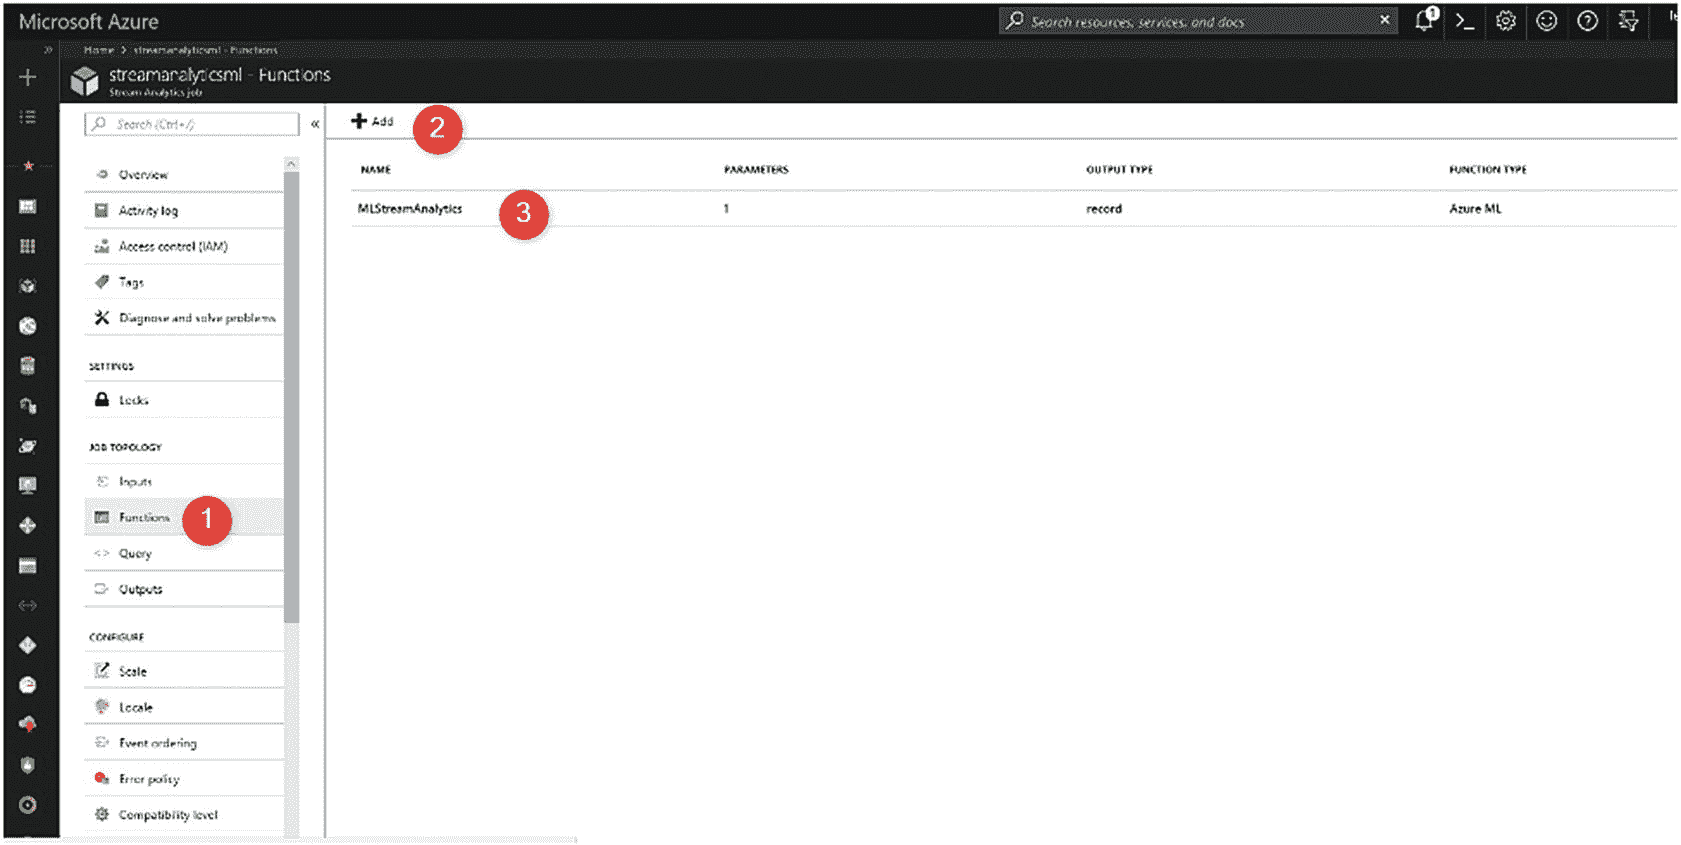 Microsoft Azure
Search resources, services, and docs
1
Home > streamanalyticsml - Functions
streamanalyticsml - Functions
Stream Analytics job
Search (Ctrl+/)
Add
2
NAME PARAMETERS OUTPUT TYPE FUNCTION TYPE
MLStreamAnalytics 3 1 record Azure ML
Overview
Activity log
Access control (IAM)
Tags
Diagnose and solve problems
SETTINGS
Locks
JOB TOPOLOGY
Inputs
Functions 1
Query
Outputs
CONFIGURE
Scale
Locale
Event ordering
Error policy
Compatibility level